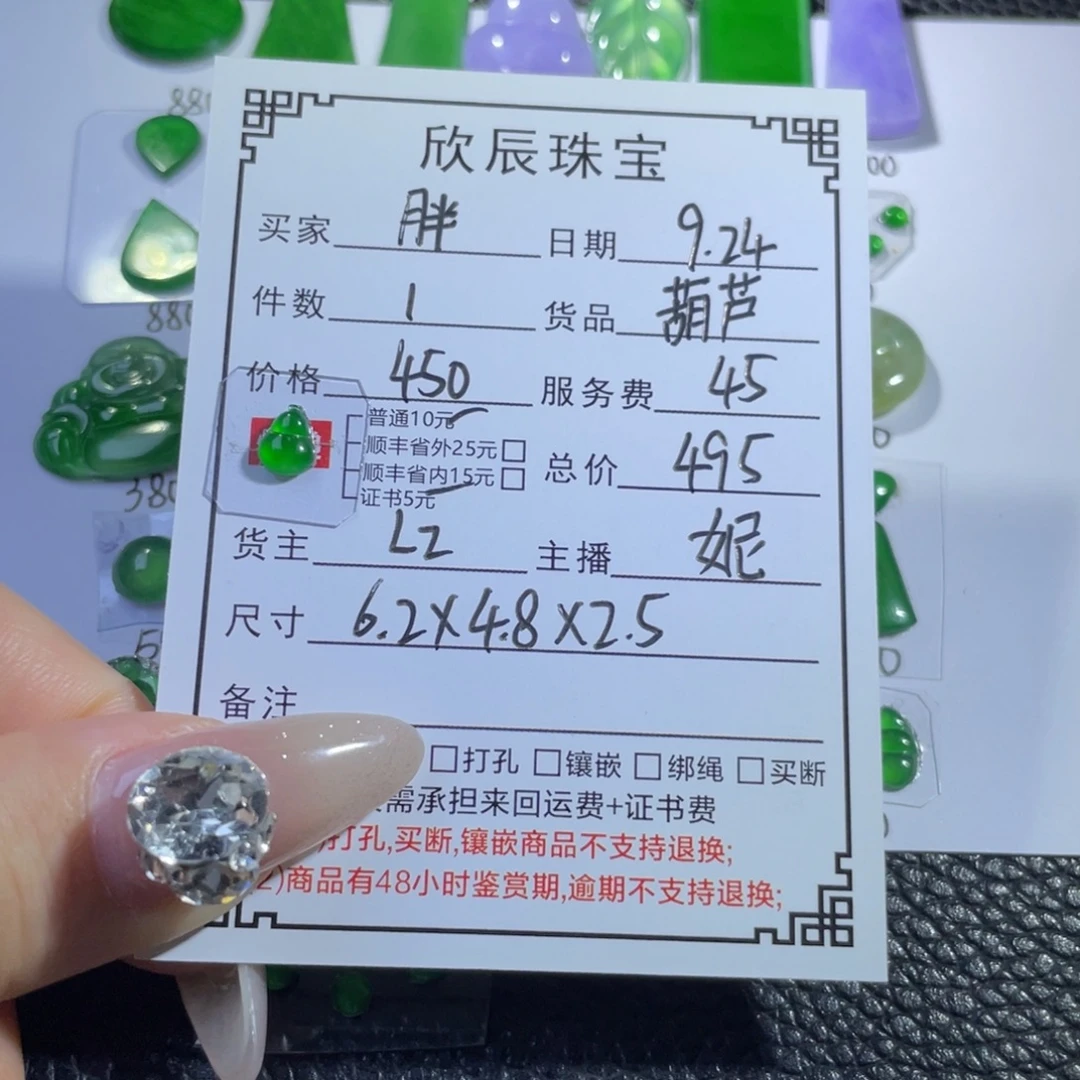 欣辰珠宝
买家 胖 日期 9.24
件数 1 货品 葫芦
价格 450 服务费 45
普通10元
顺丰省外25元□
顺丰省内15元□
证书5元
总价 495
货主 LZ 主播 妮
尺寸 6.2X4.8X2.5
备注
□打孔 □镶嵌 □绑绳 □买断
需承担来回运费+证书费
打孔,买断,镶嵌商品不支持退换;
2)商品有48小时鉴赏期,逾期不支持退换;
880
880
380